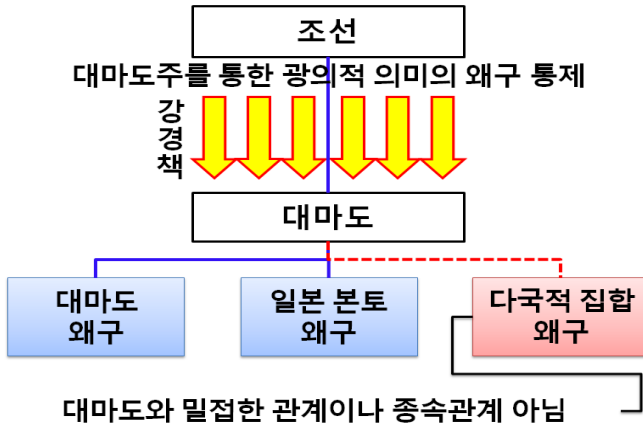 조선
대마도주를 통한 광의적 의미의 왜구 통제
강
경
책
대마도
대마도
왜구
일본 본토
왜구
다국적 집합
왜구
대마도와 밀접한 관계이나 종속관계 아님